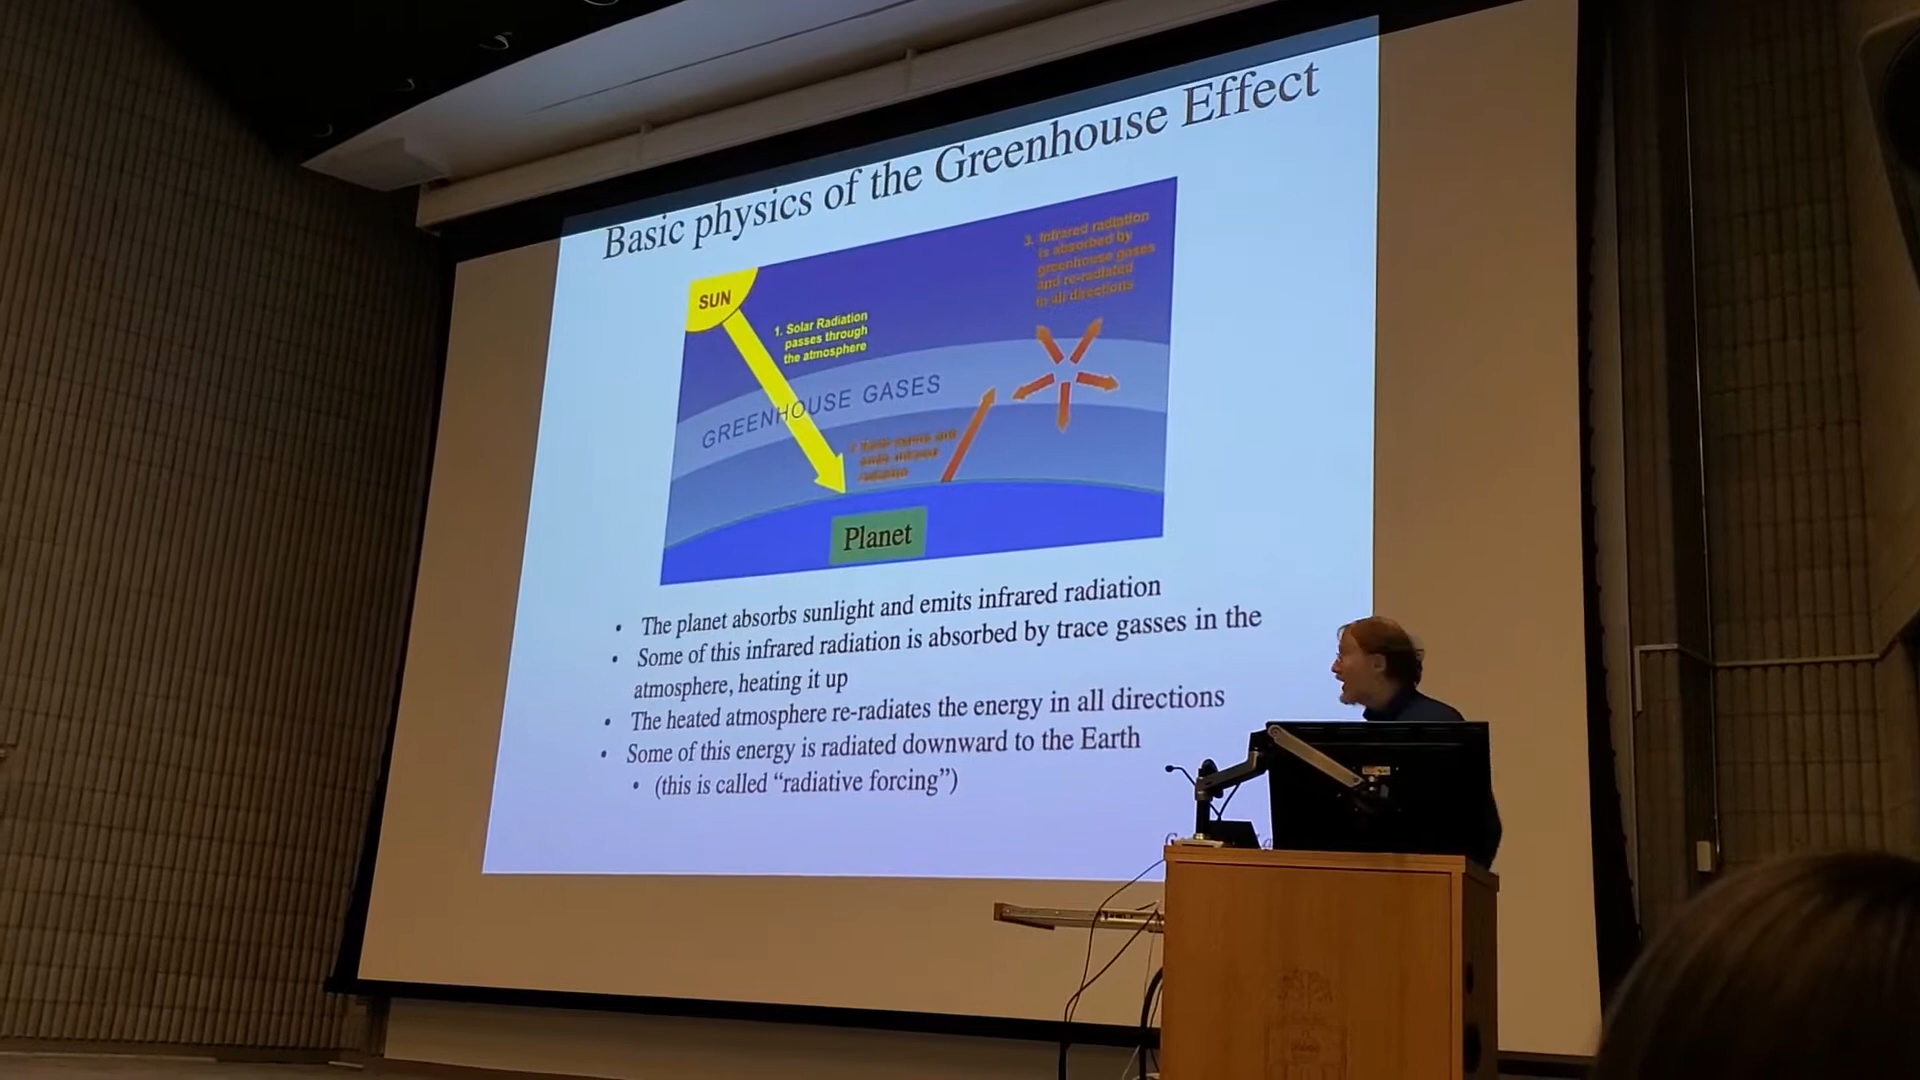 Basic physics of the Greenhouse Effect
SUN
1. Solar Radiation
passes through
the atmosphere
3. Infrared radiation
is absorbed by
greenhouse gases
and re-radiated
in all directions
GREENHOUSE GASES
Planet
• The planet absorbs sunlight and emits infrared radiation
• Some of this infrared radiation is absorbed by trace gasses in the
atmosphere, heating it up
• The heated atmosphere re-radiates the energy in all directions
• Some of this energy is radiated downward to the Earth
• (this is called “radiative forcing”)